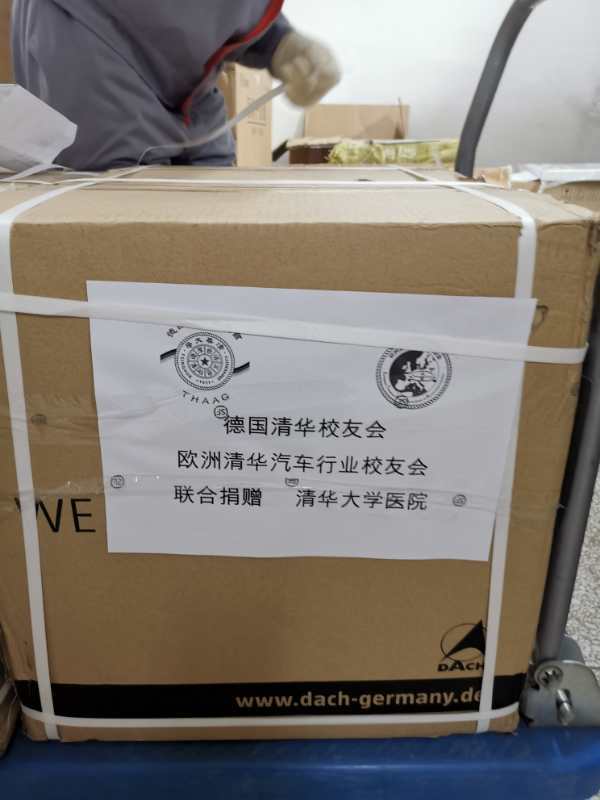 THAAG
德国清华校友会
欧洲清华汽车行业校友会
联合捐赠 清华大学医院
WE
DACH
www.dach-germany.de